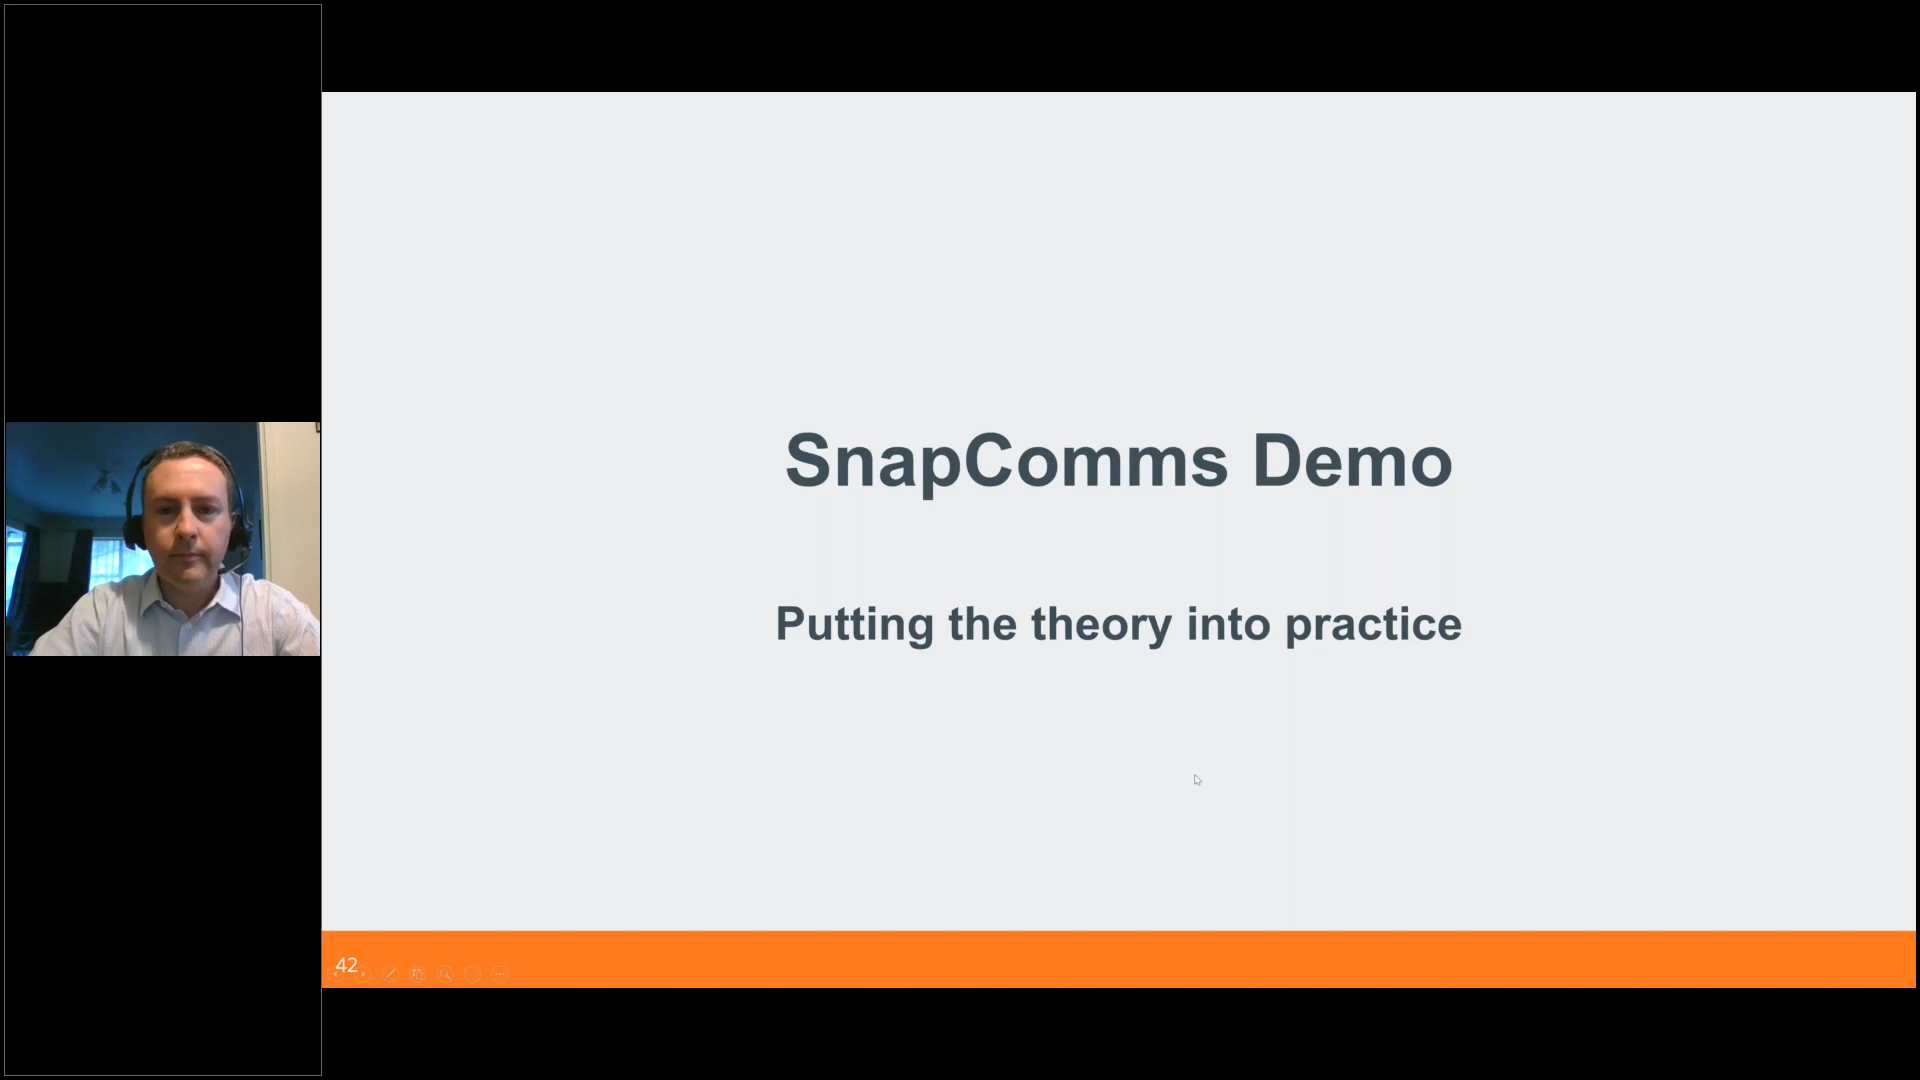 SnapComms Demo
Putting the theory into practice
42